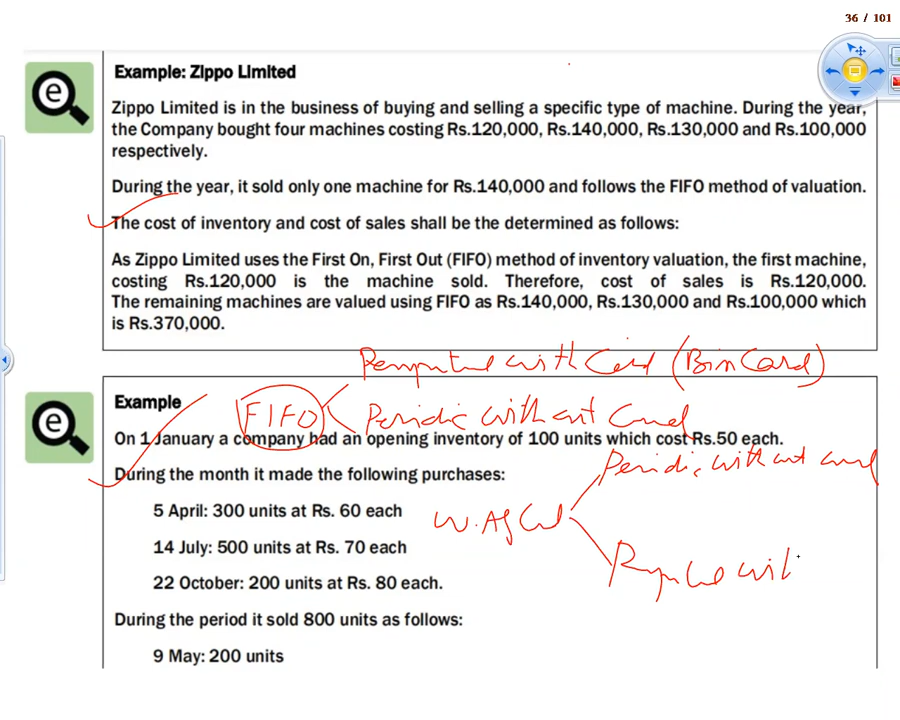 36 / 101
Example: Zippo Limited
Zippo Limited is in the business of buying and selling a specific type of machine. During the year,
the Company bought four machines costing Rs.120,000, Rs.140,000, Rs.130,000 and Rs.100,000
respectively.
During the year, it sold only one machine for Rs.140,000 and follows the FIFO method of valuation.
The cost of inventory and cost of sales shall be the determined as follows:
As Zippo Limited uses the First On, First Out (FIFO) method of inventory valuation, the first machine,
costing Rs.120,000 is the machine sold. Therefore, cost of sales is Rs.120,000.
The remaining machines are valued using FIFO as Rs.140,000, Rs.130,000 and Rs.100,000 which
is Rs.370,000.
with Card (Bin Card)
Example
FIFO
without Card
On 1 January a company had an opening inventory of 100 units which cost Rs.50 each.
without card
During the month it made the following purchases:
5 April: 300 units at Rs. 60 each
W. Avg
14 July: 500 units at Rs. 70 each
22 October: 200 units at Rs. 80 each.
During the period it sold 800 units as follows:
9 May: 200 units